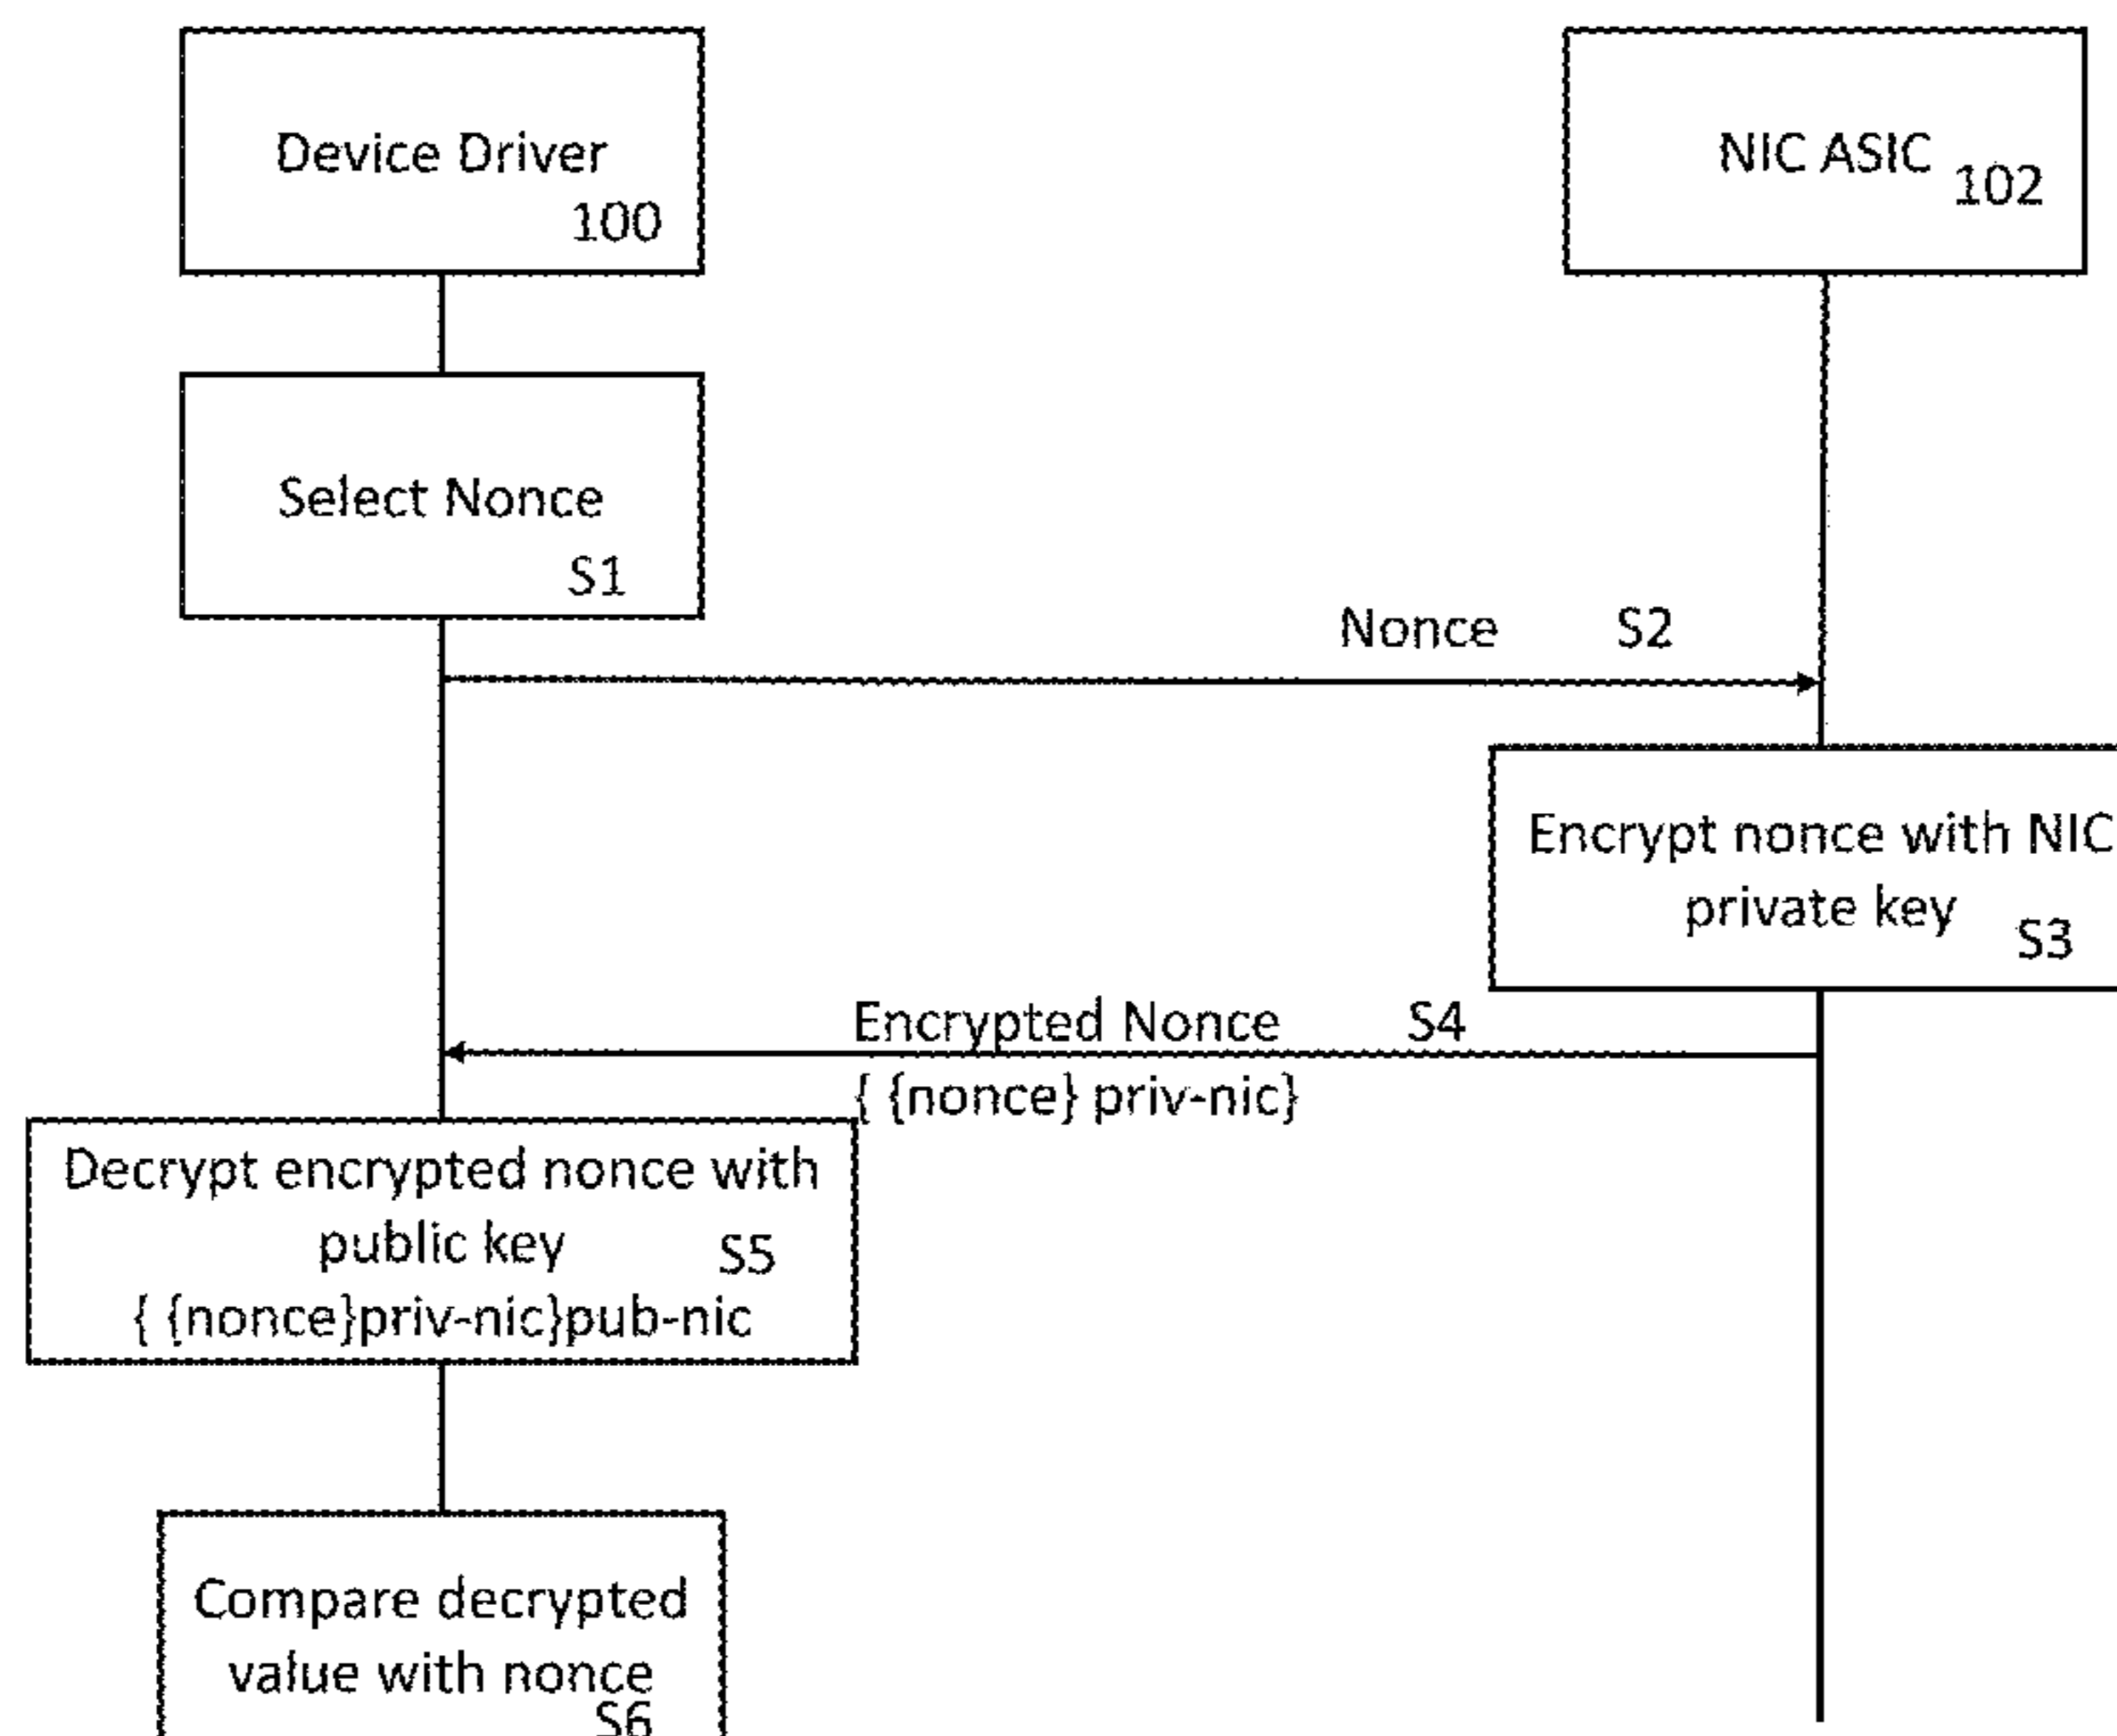 Device Driver
100
NIC ASIC 102
Select Nonce
S1
Nonce S2
Encrypt nonce with NIC
private key S3
Encrypted Nonce S4
{ {nonce} priv-nic}
Decrypt encrypted nonce with
public key S5
{ {nonce}priv-nic}pub-nic
Compare decrypted
value with nonce
S6